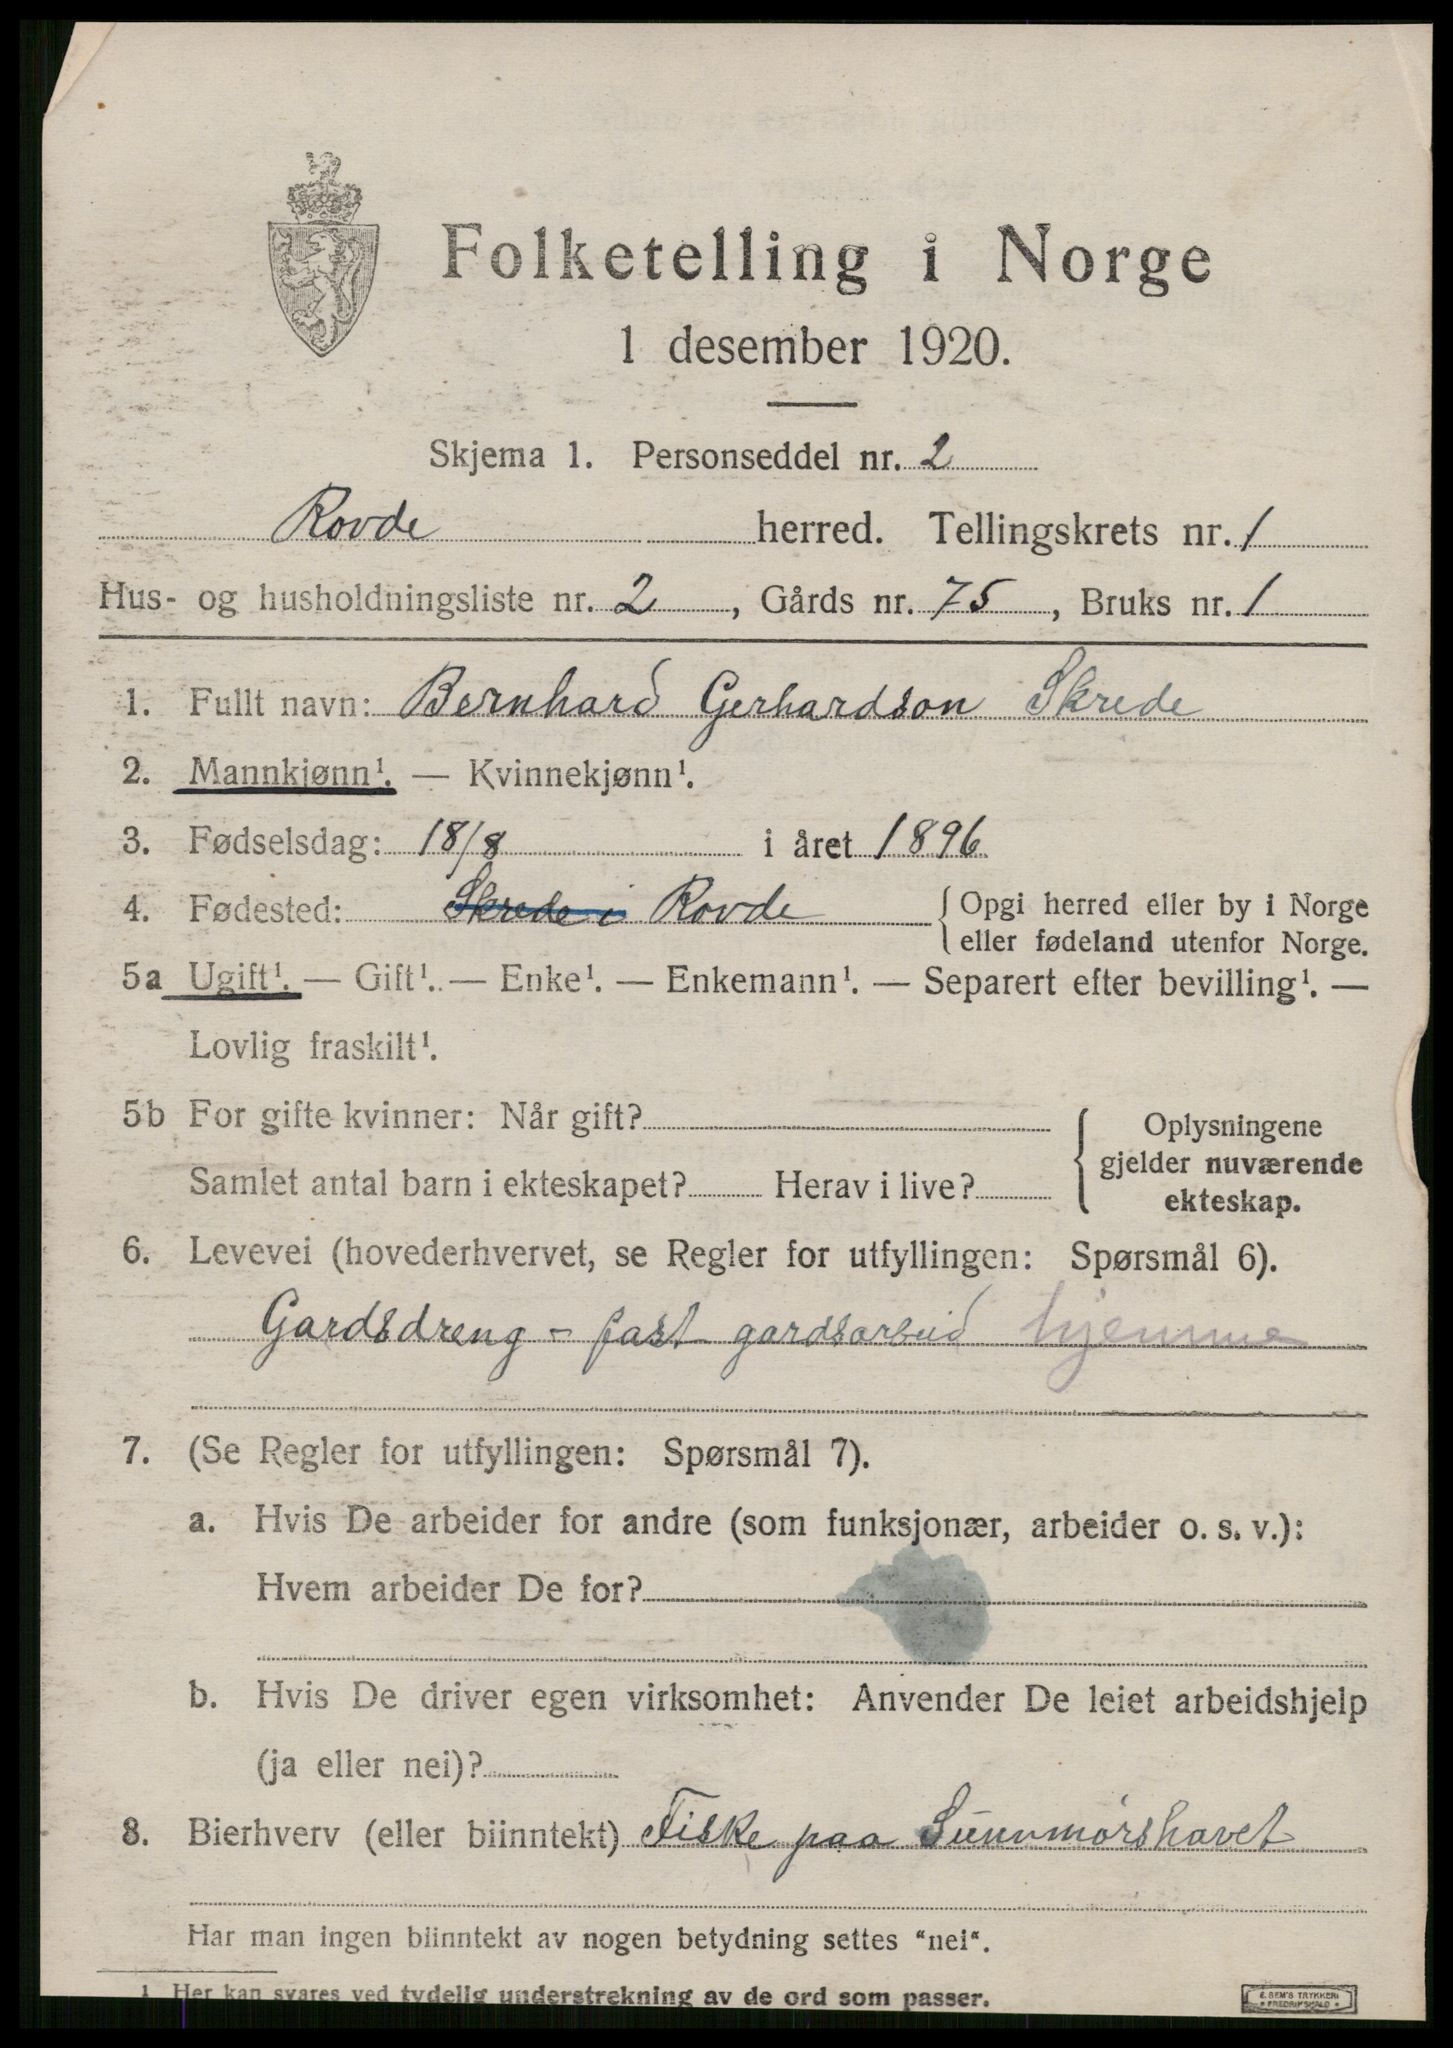 Folketelling i Norge
1 desember 1920.
Skjema 1. Personseddel nr. 2
Rovde herred. Tellingskrets nr. 1
Hus- og husholdningsliste nr. 2, Gårds nr. 75, Bruks nr. 1
1. Fullt navn: Bernhard Gerhardson Skrede
2. Mannkjønn¹. — Kvinnekjønn¹.
3. Fødselsdag: 18/8 i året 1896
4. Fødested: Skrede i Rovde { Opgi herred eller by i Norge
eller fødeland utenfor Norge.
5a Ugift¹. — Gift¹. — Enke¹. — Enkemann¹. — Separert efter bevilling¹. —
Lovlig fraskilt¹.
5b For gifte kvinner: Når gift?
Samlet antal barn i ekteskapet? Herav i live?
Oplysningene
gjelder nuværende
ekteskap.
6. Levevei (hovederhvervet, se Regler for utfyllingen: Spørsmål 6).
Gardsdreng - fast gardsarbeid hjemme
7. (Se Regler for utfyllingen: Spørsmål 7).
a. Hvis De arbeider for andre (som funksjonær, arbeider o. s. v.):
Hvem arbeider De for?
b. Hvis De driver egen virksomhet: Anvender De leiet arbeidshjelp
(ja eller nei)?
8. Bierhverv (eller biinntekt) Fiske paa Sunnmørshavet
Har man ingen biinntekt av nogen betydning settes "nei".
1 Her kan svares ved tydelig understrekning av de ord som passer.
E. SEM'S TRYKKERI
FREDRIKSHALD